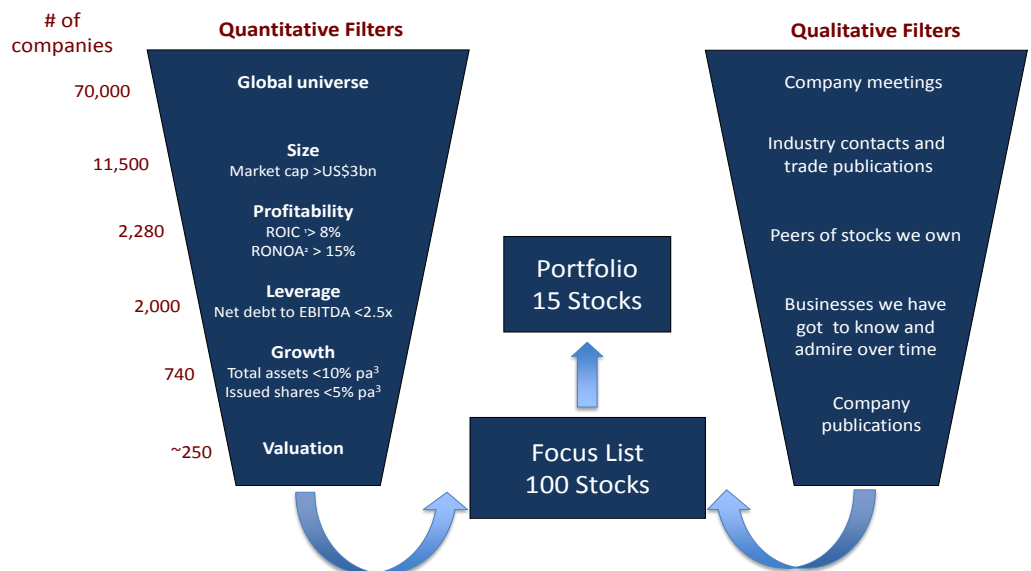 # of
companies
Quantitative Filters
70,000
Global universe
11,500
Size
Market cap >US$3bn
2,280
Profitability
ROIC ¹> 8%
RONOA² > 15%
2,000
Leverage
Net debt to EBITDA <2.5x
740
Growth
Total assets <10% pa³
Issued shares <5% pa³
~250
Valuation
Portfolio
15 Stocks
Focus List
100 Stocks
Qualitative Filters
Company meetings
Industry contacts and
trade publications
Peers of stocks we own
Businesses we have
got to know and
admire over time
Company
publications